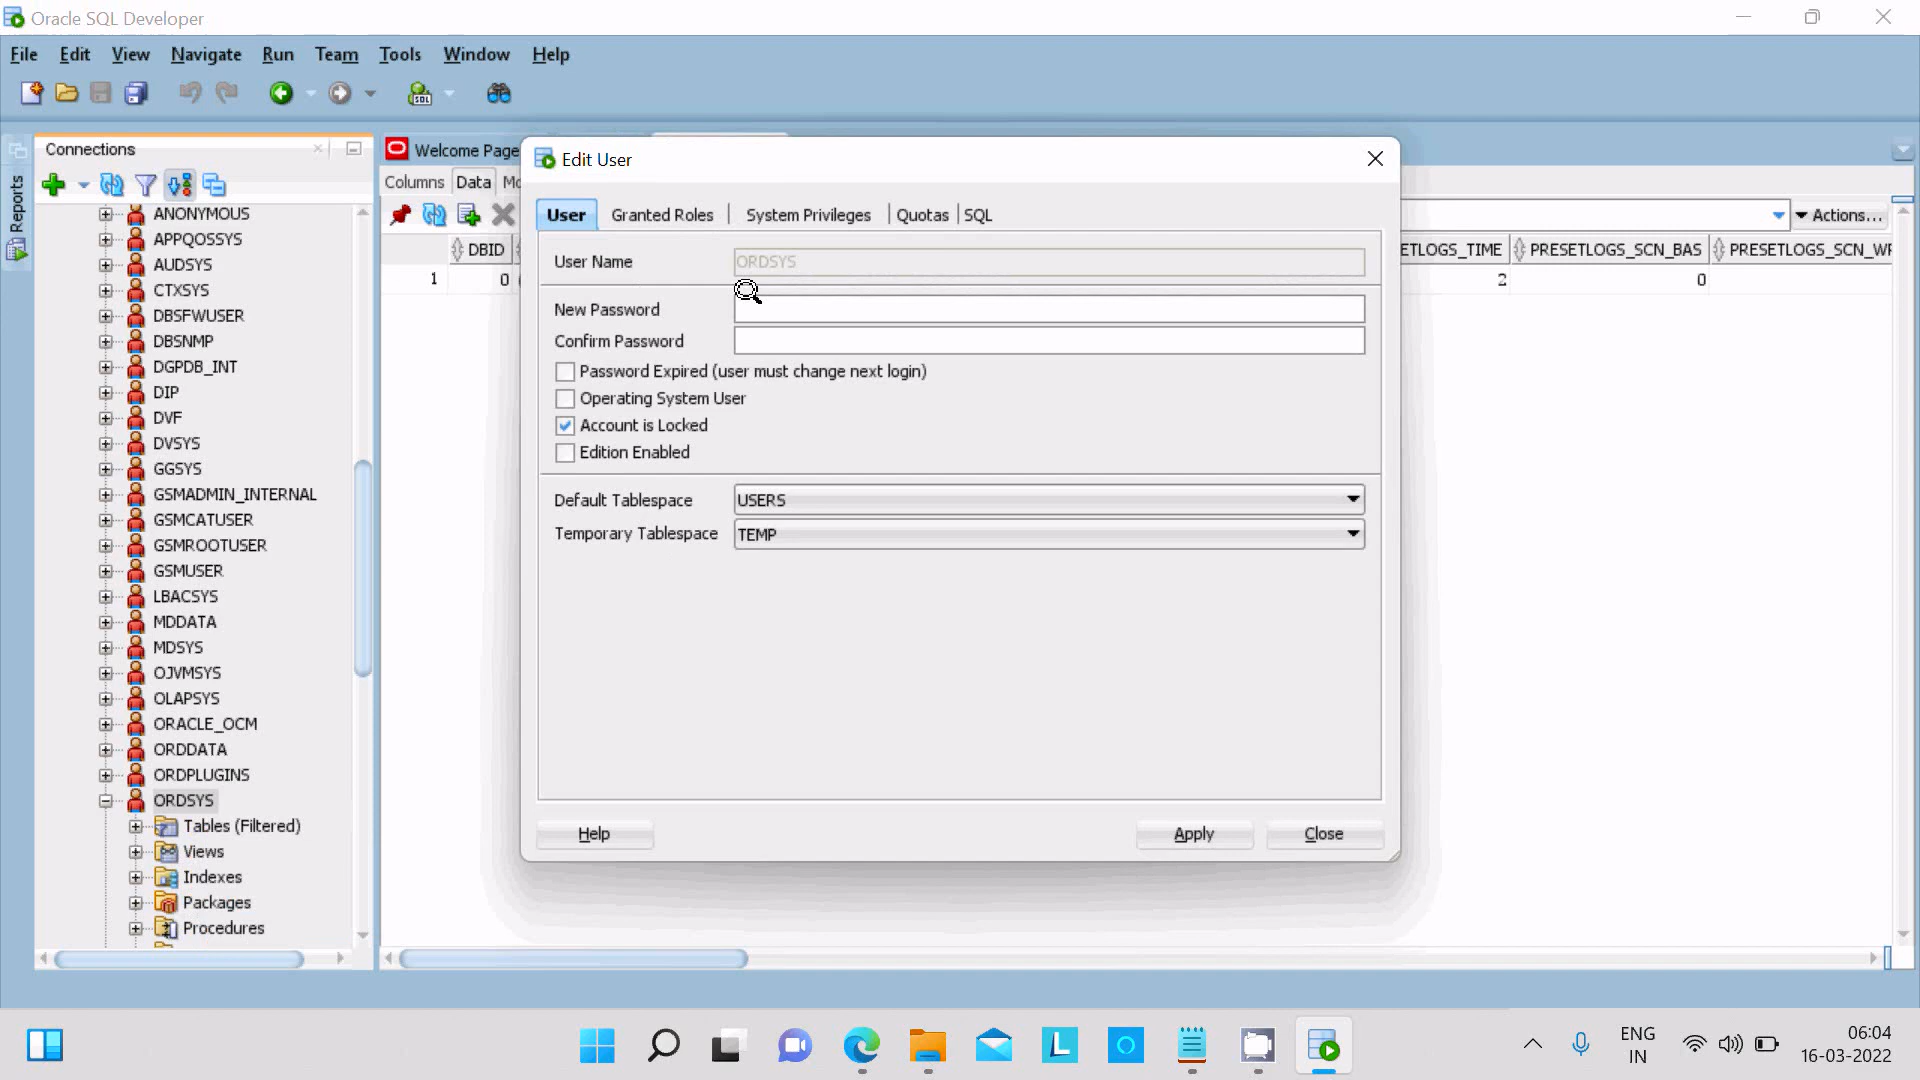 Oracle SQL Developer
File Edit View Navigate Run Team Tools Window Help
Connections
Reports
ANONYMOUS
APPQOSSYS
AUDSYS
CTXSYS
DBSFWUSER
DBSNMP
DGPDB_INT
DIP
DVF
DVSYS
GGSYS
GSMADMIN_INTERNAL
GSMCATUSER
GSMROOTUSER
GSMUSER
LBACSYS
MDDATA
MDSYS
OJVMSYS
OLAPSYS
ORACLE_OCM
ORDDATA
ORDPLUGINS
ORDSYS
Tables (Filtered)
Views
Indexes
Packages
Procedures
Welcome Page
Columns Data Mo
Actions...
DBID
ETLOGS_TIME PRESETLOGS_SCN_BAS PRESETLOGS_SCN_WR
1 0 2 0
Edit User
User Granted Roles System Privileges Quotas SQL
User Name ORDSYS
New Password
Confirm Password
Password Expired (user must change next login)
Operating System User
Account is Locked
Edition Enabled
Default Tablespace USERS
Temporary Tablespace TEMP
Help Apply Close
ENG
IN
06:04
16-03-2022